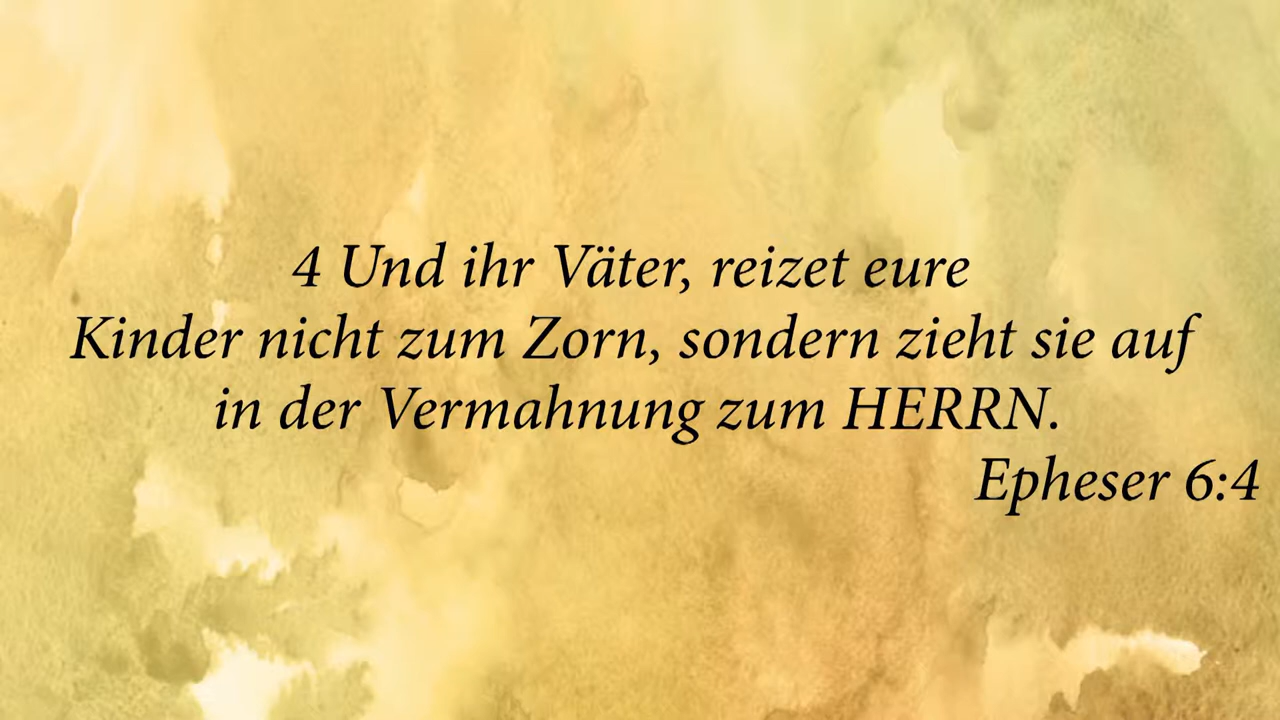 4 Und ihr Väter, reizet eure
Kinder nicht zum Zorn, sondern zieht sie auf
in der Vermahnung zum HERRN.
Epheser 6:4